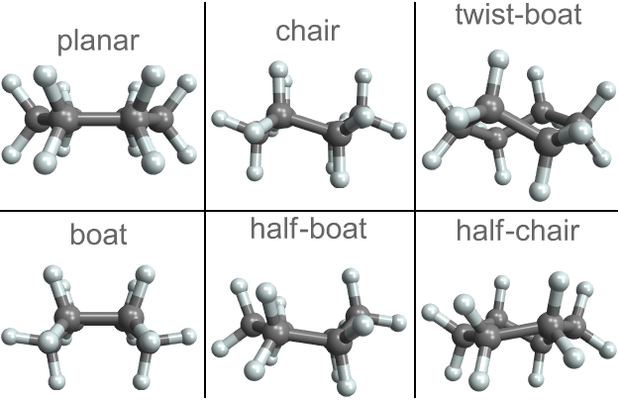 planar
chair
twist-boat
boat
half-boat
half-chair